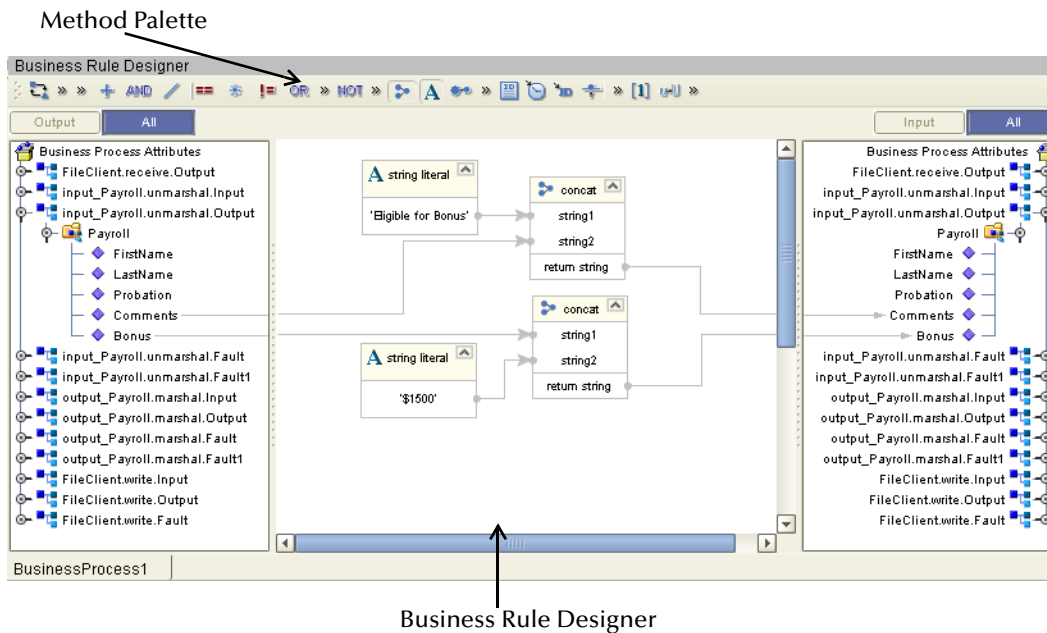 Method Palette
Business Rule Designer
» » AND == != OR » NOT » A » ID ID » [1] »
Output All Input All
Business Process Attributes
FileClient.receive.Output
input_Payroll.unmarshal.Input
input_Payroll.unmarshal.Output
Payroll
FirstName
LastName
Probation
Comments
Bonus
input_Payroll.unmarshal.Fault
input_Payroll.unmarshal.Fault1
output_Payroll.marshal.Input
output_Payroll.marshal.Output
output_Payroll.marshal.Fault
output_Payroll.marshal.Fault1
FileClient.write.Input
FileClient.write.Output
FileClient.write.Fault
A string literal
'Eligible for Bonus'
concat
string1
string2
return string
A string literal
'$1500'
concat
string1
string2
return string
Business Process Attributes
FileClient.receive.Output
input_Payroll.unmarshal.Input
input_Payroll.unmarshal.Output
Payroll
FirstName
LastName
Probation
Comments
Bonus
input_Payroll.unmarshal.Fault
input_Payroll.unmarshal.Fault1
output_Payroll.marshal.Input
output_Payroll.marshal.Output
output_Payroll.marshal.Fault
output_Payroll.marshal.Fault1
FileClient.write.Input
FileClient.write.Output
FileClient.write.Fault
BusinessProcess1
Business Rule Designer